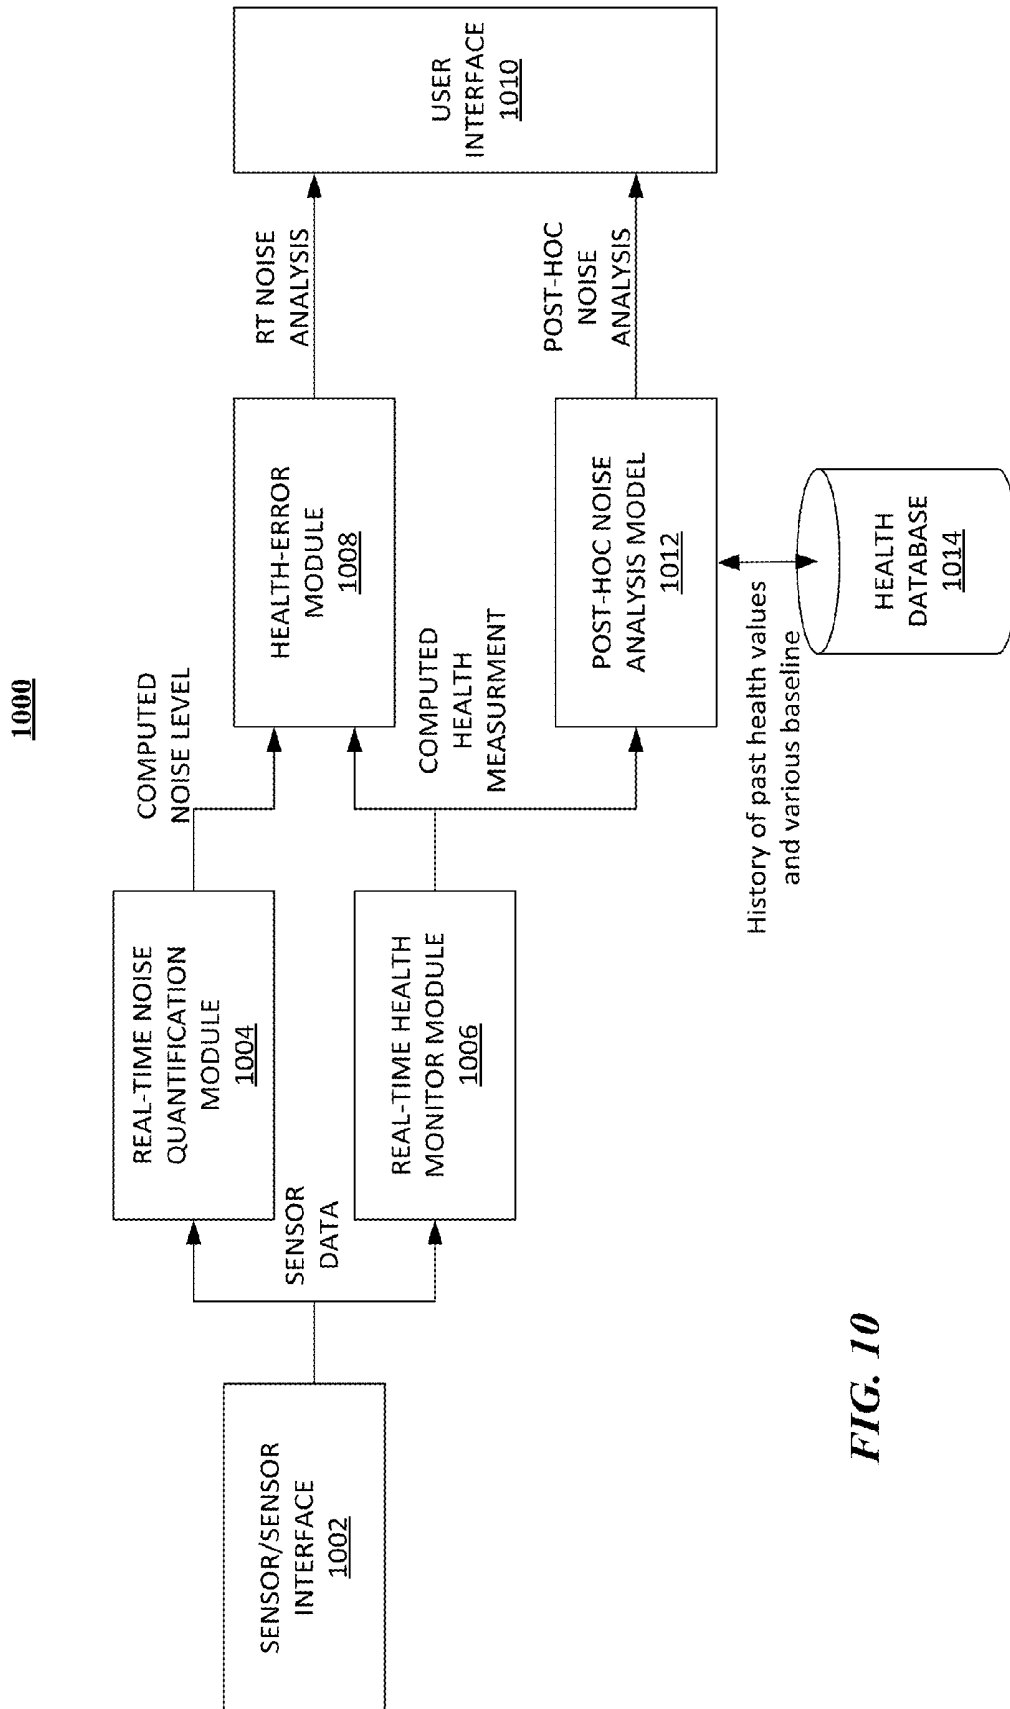 1000
SENSOR/SENSOR
INTERFACE
1002
SENSOR
DATA
REAL-TIME NOISE
QUANTIFICATION
MODULE
1004
REAL-TIME HEALTH
MONITOR MODULE
1006
COMPUTED
NOISE LEVEL
COMPUTED
HEALTH
MEASURMENT
HEALTH-ERROR
MODULE
1008
POST-HOC NOISE
ANALYSIS MODEL
1012
History of past health values
and various baseline
HEALTH
DATABASE
1014
RT NOISE
ANALYSIS
POST-HOC
NOISE
ANALYSIS
USER
INTERFACE
1010
FIG. 10